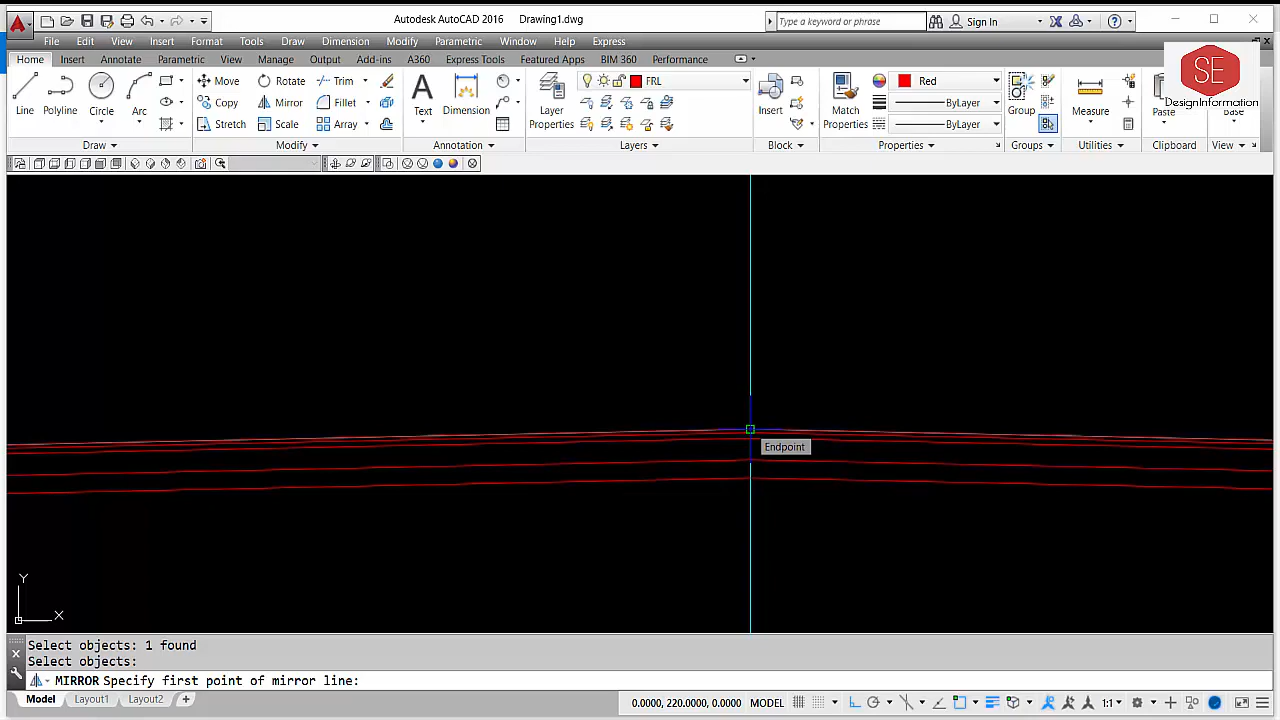 Autodesk AutoCAD 2016 Drawing1.dwg
Type a keyword or phrase
Sign In
File Edit View Insert Format Tools Draw Dimension Modify Parametric Window Help Express
Home Insert Annotate Parametric View Manage Output Add-ins A360 Express Tools Featured Apps BIM 360 Performance
SE
DesignInformation
Line Polyline Circle Arc
Move Rotate Trim
Copy Mirror Fillet
Stretch Scale Array
Text Dimension
Layer
Properties
FRL
Insert
Match
Properties
Red
ByLayer
ByLayer
Group
Measure
Paste
Base
Draw Modify Annotation Layers Block Properties Groups Utilities Clipboard View
Endpoint
Y
X
Select objects: 1 found
Select objects:
MIRROR Specify first point of mirror line:
Model Layout1 Layout2 +
0.0000, 220.0000, 0.0000 MODEL 1:1